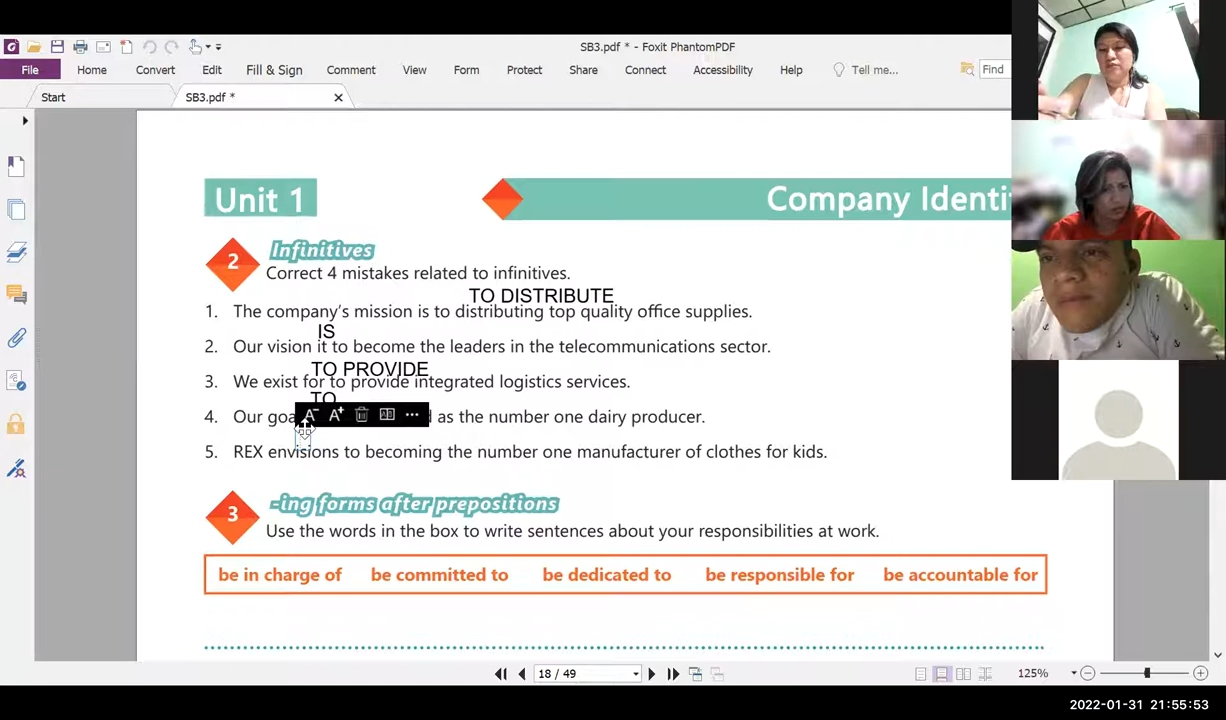 SB3.pdf * - Foxit PhantomPDF
File Home Convert Edit Fill & Sign Comment View Form Protect Share Connect Accessibility Help Tell me... Find
Start SB3.pdf *
Unit 1 Company Identi
2 Infinitives
Correct 4 mistakes related to infinitives.
TO DISTRIBUTE
1. The company's mission is to distributing top quality office supplies.
IS
2. Our vision it to become the leaders in the telecommunications sector.
TO PROVIDE
3. We exist for to provide integrated logistics services.
TO
4. Our goa as the number one dairy producer.
5. REX envisions to becoming the number one manufacturer of clothes for kids.
3 -ing forms after prepositions
Use the words in the box to write sentences about your responsibilities at work.
be in charge of be committed to be dedicated to be responsible for be accountable for
18 / 49 125%
2022-01-31 21:55:53